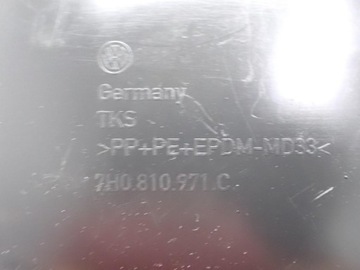 Germany
TKS
>PP+PE+EPDM-MD33<
7H0.810.971.C